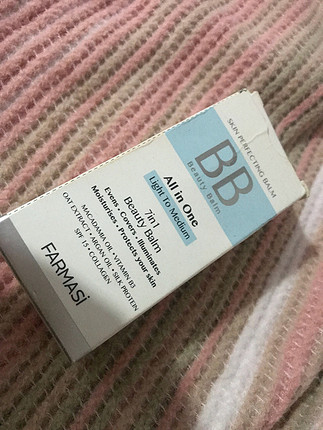 SKIN PERFECTING BALM
BB
Beauty Balm
All in One
Light To Medium
7in1
Beauty Balm
Evens • Covers • Illuminates
Moisturises • Protects your skin
MACADAMIA OIL • VITAMIN B3
OAT EXTRACT • ARGAN OIL • SILK PROTEIN
SPF 15 • COLLAGEN
FARMASi